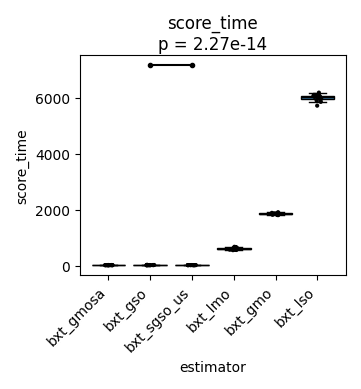 score_time
p = 2.27e-14
score_time
6000
4000
2000
0
bxt_gmosa
bxt_gso
bxt_sgso_us
bxt_lmo
bxt_gmo
bxt_lso
estimator